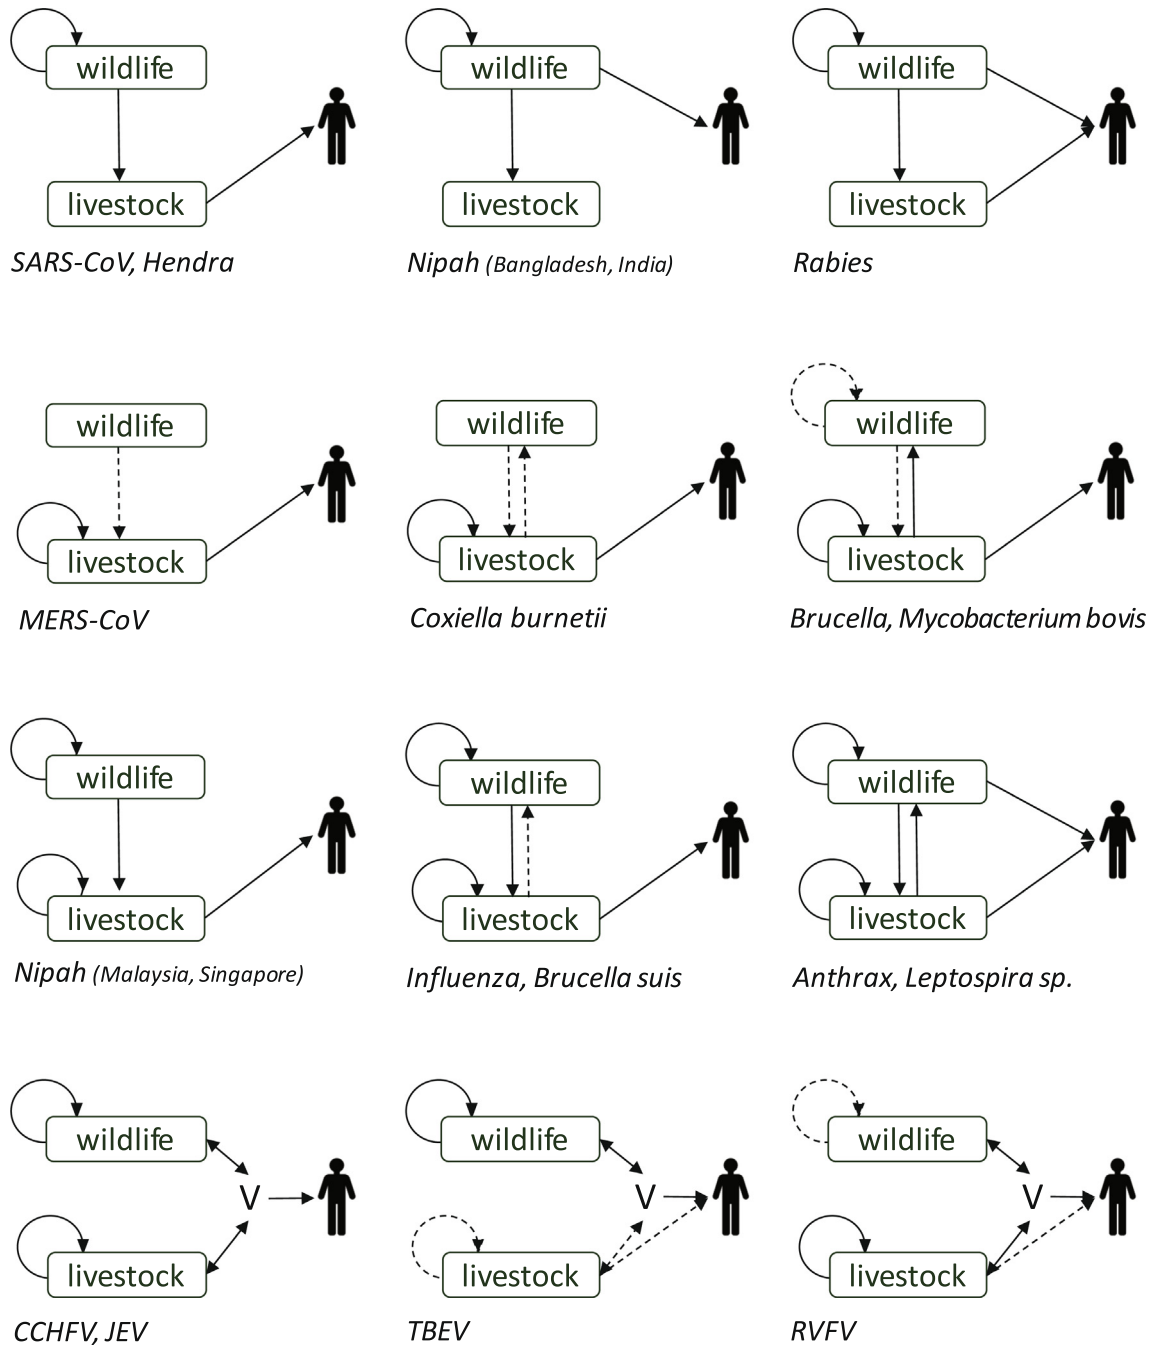 wildlife wildlife wildlife
livestock livestock livestock
SARS-CoV, Hendra Nipah (Bangladesh, India) Rabies
wildlife wildlife wildlife
livestock livestock livestock
MERS-CoV Coxiella burnetii Brucella, Mycobacterium bovis
wildlife wildlife wildlife
livestock livestock livestock
Nipah (Malaysia, Singapore) Influenza, Brucella suis Anthrax, Leptospira sp.
wildlife wildlife wildlife
V V V
livestock livestock livestock
CCHFV, JEV TBEV RVFV